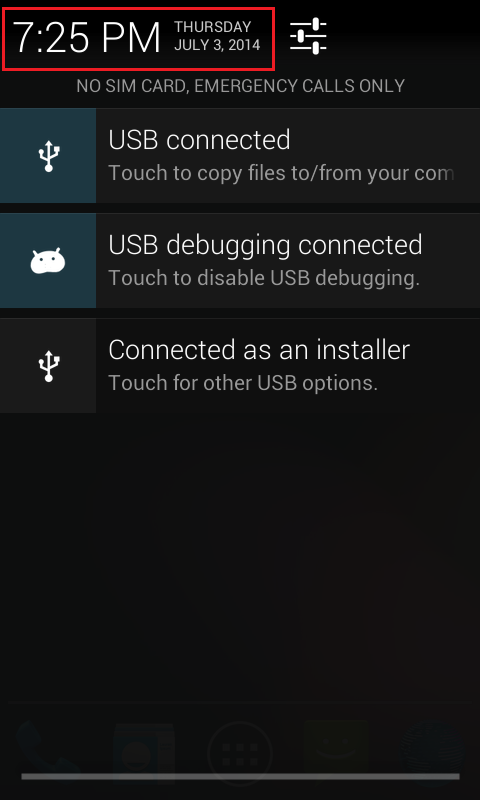 7:25 PM
THURSDAY
JULY 3, 2014
NO SIM CARD, EMERGENCY CALLS ONLY
USB connected
Touch to copy files to/from your com
USB debugging connected
Touch to disable USB debugging.
Connected as an installer
Touch for other USB options.